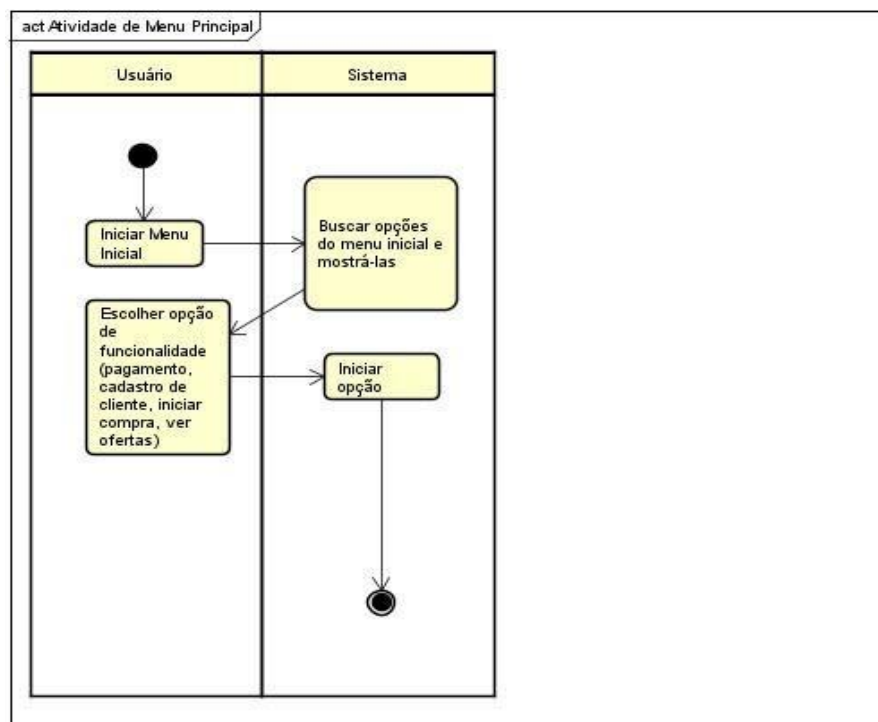 act Atividade de Menu Principal
Usuário
Sistema
Iniciar Menu
Inicial
Buscar opções
do menu inicial e
mostrá-las
Escolher opção
de
funcionalidade
(pagamento,
cadastro de
cliente, iniciar
compra, ver
ofertas)
Iniciar
opção